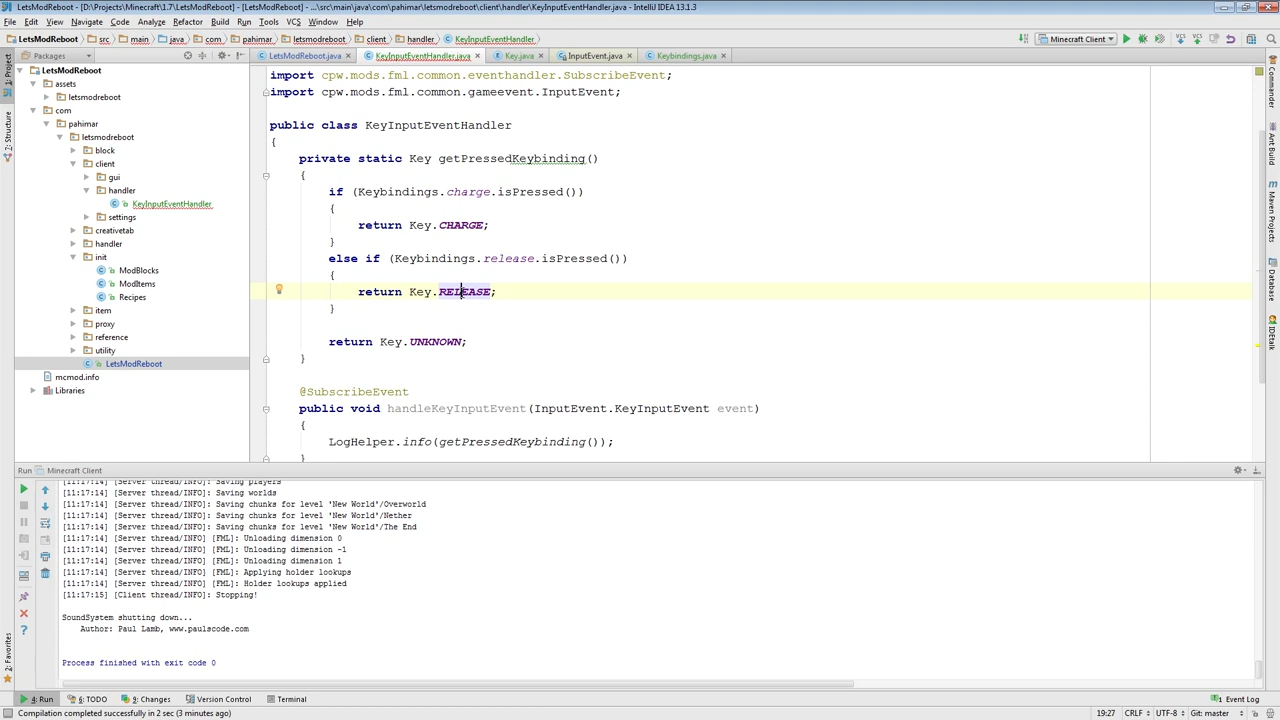 LetsModReboot - [D:\Projects\Minecraft\1.7\LetsModReboot] - [LetsModReboot] - ...\src\main\java\com\pahimar\letsmodreboot\client\handler\KeyInputEventHandler.java - IntelliJ IDEA 13.1.3
File Edit View Navigate Code Analyze Refactor Build Run Tools VCS Window Help
LetsModReboot src main java com pahimar letsmodreboot client handler KeyInputEventHandler Minecraft Client
Packages LetsModReboot.java KeyInputEventHandler.java Key.java InputEvent.java Keybindings.java
1: Project
7: Structure
2: Favorites
Commander
Ant Build
Maven Projects
Database
IDEtalk
LetsModReboot
assets
letsmodreboot
com
pahimar
letsmodreboot
block
client
gui
handler
KeyInputEventHandler
settings
creativetab
handler
init
ModBlocks
ModItems
Recipes
item
proxy
reference
utility
LetsModReboot
mcmod.info
Libraries
import cpw.mods.fml.common.eventhandler.SubscribeEvent;
import cpw.mods.fml.common.gameevent.InputEvent;
public class KeyInputEventHandler
{
private static Key getPressedKeybinding()
{
if (Keybindings.charge.isPressed())
{
return Key.CHARGE;
}
else if (Keybindings.release.isPressed())
{
return Key.RELEASE;
}
return Key.UNKNOWN;
}
@SubscribeEvent
public void handleKeyInputEvent(InputEvent.KeyInputEvent event)
{
LogHelper.info(getPressedKeybinding());
}
Run Minecraft Client
[11:17:14] [Server thread/INFO]: Saving players
[11:17:14] [Server thread/INFO]: Saving worlds
[11:17:14] [Server thread/INFO]: Saving chunks for level 'New World'/Overworld
[11:17:14] [Server thread/INFO]: Saving chunks for level 'New World'/Nether
[11:17:14] [Server thread/INFO]: Saving chunks for level 'New World'/The End
[11:17:14] [Server thread/INFO] [FML]: Unloading dimension 0
[11:17:14] [Server thread/INFO] [FML]: Unloading dimension -1
[11:17:14] [Server thread/INFO] [FML]: Unloading dimension 1
[11:17:14] [Server thread/INFO] [FML]: Applying holder lookups
[11:17:14] [Server thread/INFO] [FML]: Holder lookups applied
[11:17:15] [Client thread/INFO]: Stopping!
SoundSystem shutting down...
Author: Paul Lamb, www.paulscode.com
Process finished with exit code 0
4: Run 6: TODO 9: Changes Version Control Terminal Event Log
Compilation completed successfully in 2 sec (3 minutes ago) 19:27 CRLF UTF-8 Git: master